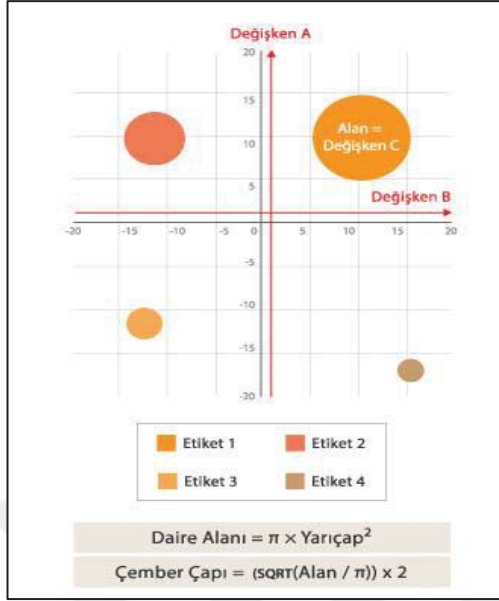 Değişken A
20
15
10
5
Alan =
Değişken C
Değişken B
-20
-15
-10
-5
0
5
10
15
20
-5
-10
-15
-20
Etiket 1
Etiket 2
Etiket 3
Etiket 4
Daire Alanı = π × Yarıçap²
Çember Çapı = (SQRT(Alan / π)) x 2